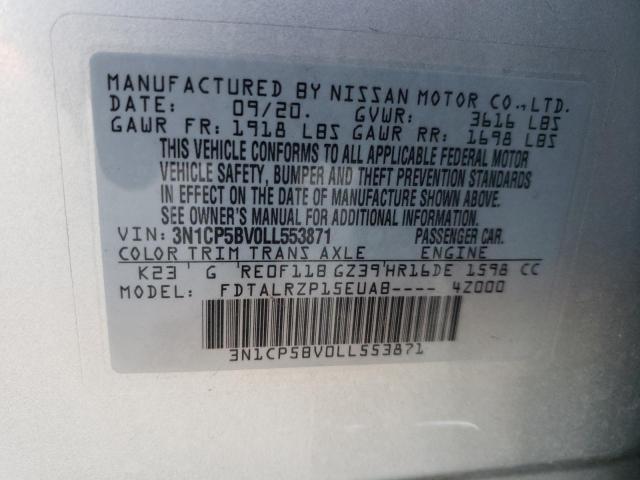 MANUFACTURED BY NISSAN MOTOR CO.,LTD.
DATE: 09/20. GVWR: 3616 LBS
GAWR FR: 1918 LBS GAWR RR: 1698 LBS
THIS VEHICLE CONFORMS TO ALL APPLICABLE FEDERAL MOTOR
VEHICLE SAFETY, BUMPER AND THEFT PREVENTION STANDARDS
IN EFFECT ON THE DATE OF MANUFACTURE SHOWN ABOVE.
SEE OWNER'S MANUAL FOR MORE INFORMATION.
VIN: 3N1CP5BV0LL553871 PASSENGER CAR.
COLOR TRIM TRANS AXLE ENGINE
K23 G RE0F11B GZ39 HR16DE 1598 CC
MODEL: FDTALRZP15EUAB---- 4Z000
3N1CP5BV0LL553871